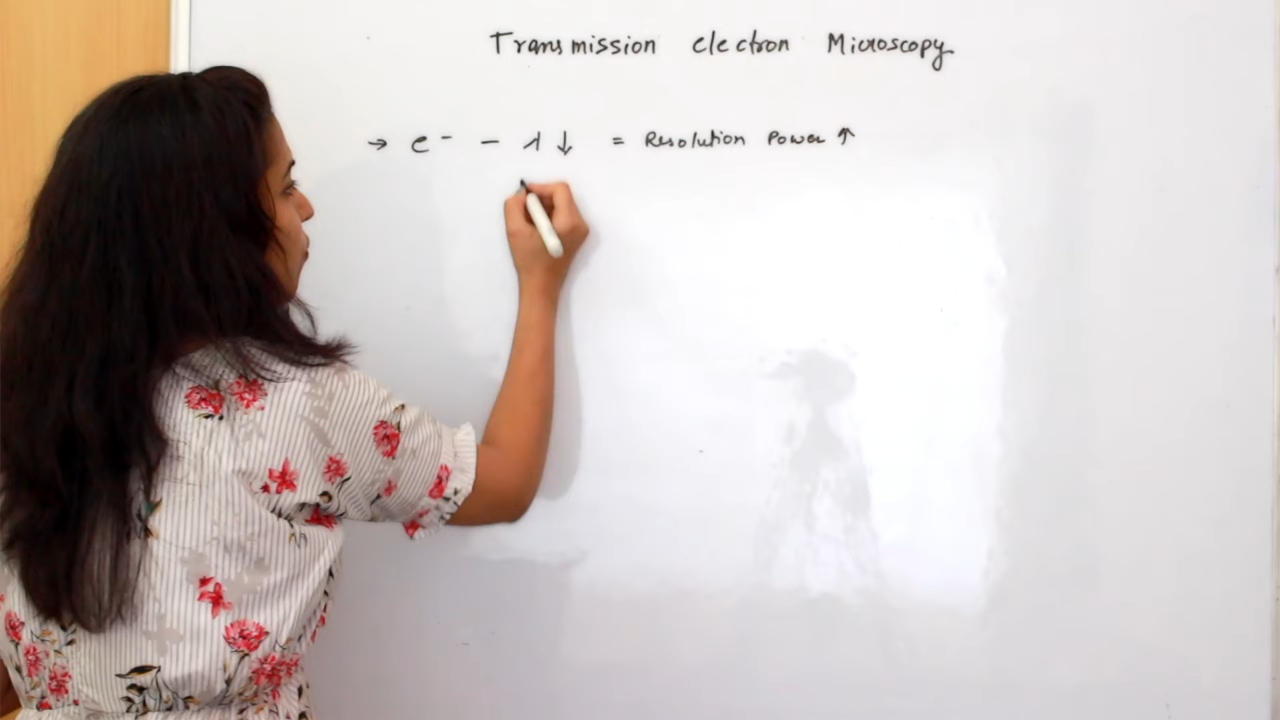 Transmission electron Microscopy
→ e⁻ – λ ↓ = Resolution Power ↑